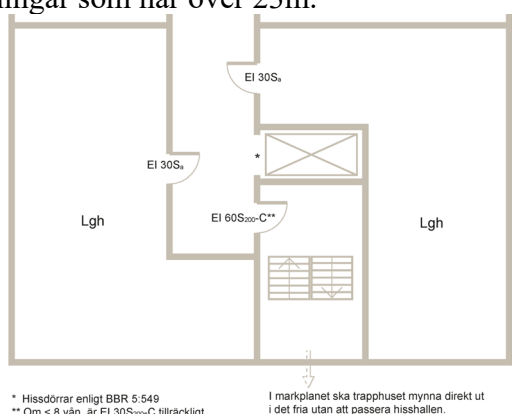 som har över 25m.
EI 30Sa
*
EI 30Sa
Lgh
EI 60S200-C**
Lgh
* Hissdörrar enligt BBR 5:549
** Om ≤ 8 vån. är EI 30S200-C tillräckligt
I markplanet ska trapphuset mynna direkt ut
i det fria utan att passera hisshallen.